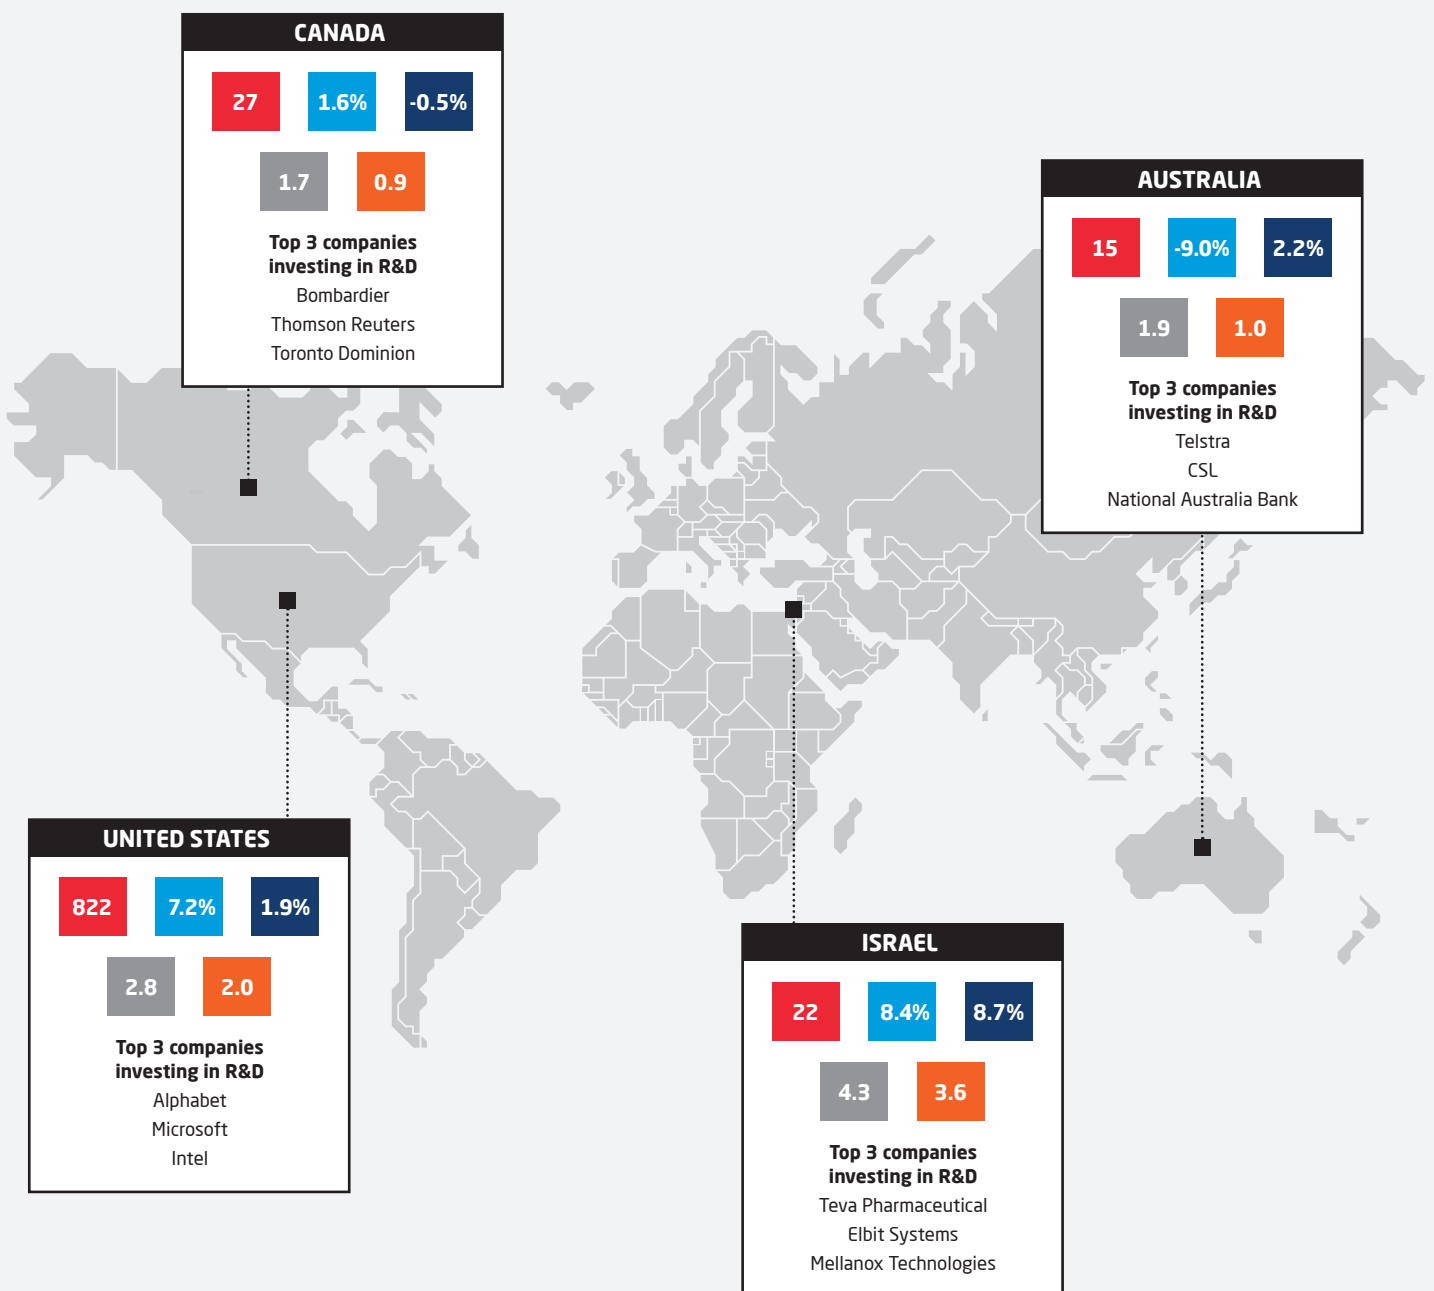 CANADA
27 1.6% -0.5%
1.7 0.9
Top 3 companies
investing in R&D
Bombardier
Thomson Reuters
Toronto Dominion
AUSTRALIA
15 -9.0% 2.2%
1.9 1.0
Top 3 companies
investing in R&D
Telstra
CSL
National Australia Bank
UNITED STATES
822 7.2% 1.9%
2.8 2.0
Top 3 companies
investing in R&D
Alphabet
Microsoft
Intel
ISRAEL
22 8.4% 8.7%
4.3 3.6
Top 3 companies
investing in R&D
Teva Pharmaceutical
Elbit Systems
Mellanox Technologies